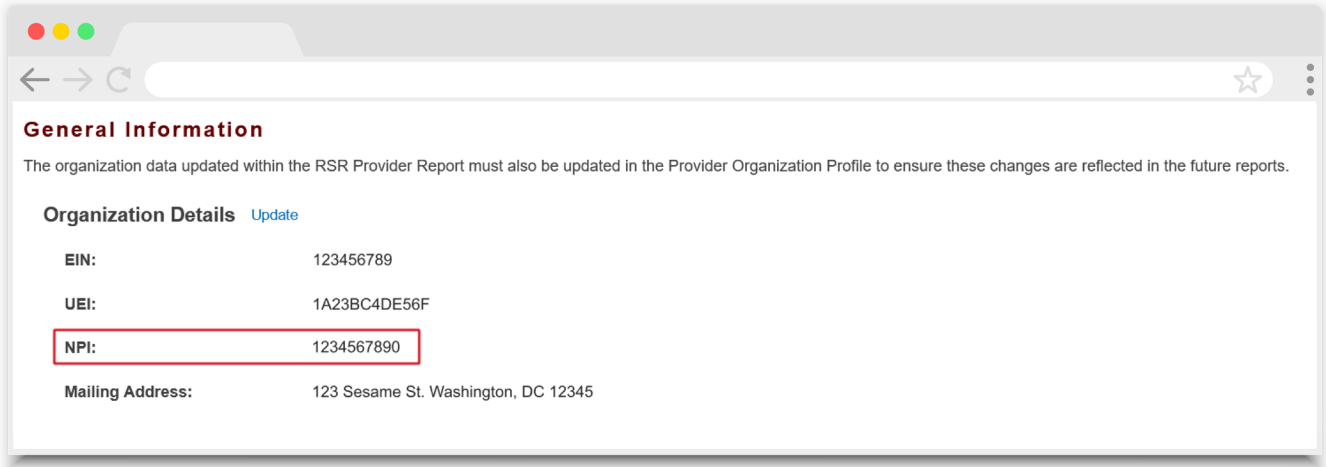 General Information
The organization data updated within the RSR Provider Report must also be updated in the Provider Organization Profile to ensure these changes are reflected in the future reports.
Organization Details Update
EIN: 123456789
UEI: 1A23BC4DE56F
NPI: 1234567890
Mailing Address: 123 Sesame St. Washington, DC 12345